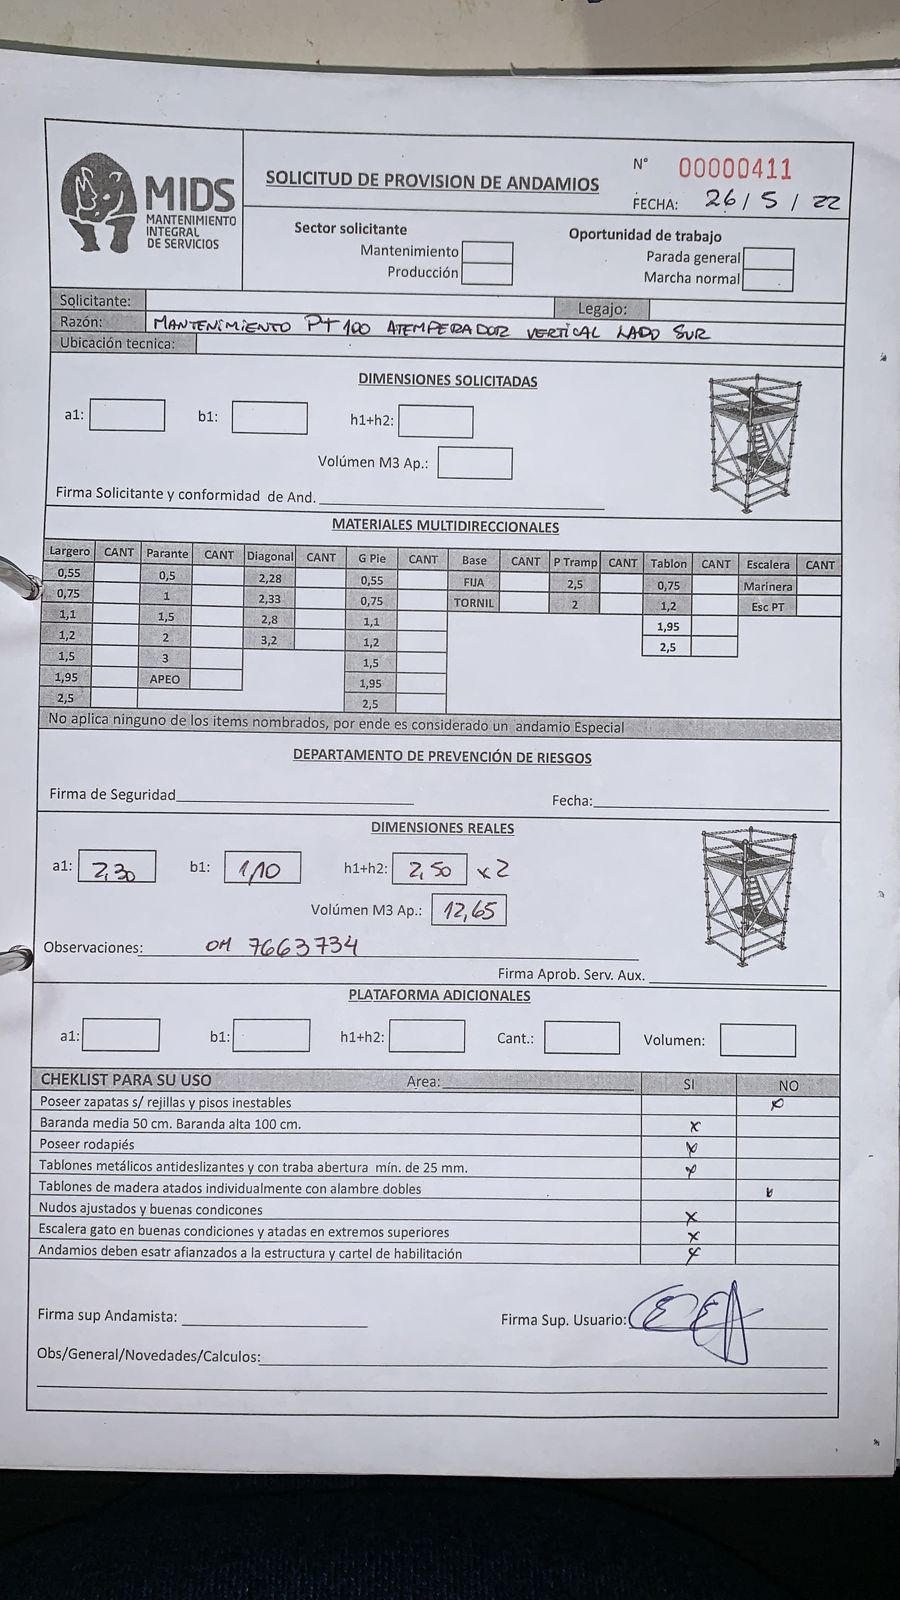 MIDS
MANTENIMIENTO
INTEGRAL
DE SERVICIOS
SOLICITUD DE PROVISION DE ANDAMIOS
N° 00000411
FECHA: 26 / 5 / 22
Sector solicitante
Mantenimiento
Producción
Oportunidad de trabajo
Parada general
Marcha normal
Solicitante: Legajo:
Razón: MANTENIMIENTO PT 100 ATEMPERADOR VERTICAL LADO SUR
Ubicación tecnica:
DIMENSIONES SOLICITADAS
a1: b1: h1+h2:
Volúmen M3 Ap.:
Firma Solicitante y conformidad de And.
MATERIALES MULTIDIRECCIONALES
Largero CANT Parante CANT Diagonal CANT G Pie CANT Base CANT P Tramp CANT Tablon CANT Escalera CANT
0,55 0,5 2,28 0,55 FIJA 2,5 0,75 Marinera
0,75 1 2,33 0,75 TORNIL 2 1,2 Esc PT
1,1 1,5 2,8 1,1 1,95
1,2 2 3,2 1,2 2,5
1,5 3 1,5
1,95 APEO 1,95
2,5 2,5
No aplica ninguno de los items nombrados, por ende es considerado un andamio Especial
DEPARTAMENTO DE PREVENCIÓN DE RIESGOS
Firma de Seguridad Fecha:
DIMENSIONES REALES
a1: 2,30 b1: 1,10 h1+h2: 2,50 x2
Volúmen M3 Ap.: 12,65
Observaciones: OM 7663734
Firma Aprob. Serv. Aux.
PLATAFORMA ADICIONALES
a1: b1: h1+h2: Cant.: Volumen:
CHEKLIST PARA SU USO Area: SI NO
Poseer zapatas s/ rejillas y pisos inestables x
Baranda media 50 cm. Baranda alta 100 cm. x
Poseer rodapiés x
Tablones metálicos antideslizantes y con traba abertura mín. de 25 mm. x
Tablones de madera atados individualmente con alambre dobles x
Nudos ajustados y buenas condicones x
Escalera gato en buenas condiciones y atadas en extremos superiores x
Andamios deben esatr afianzados a la estructura y cartel de habilitación x
Firma sup Andamista: Firma Sup. Usuario:
Obs/General/Novedades/Calculos: